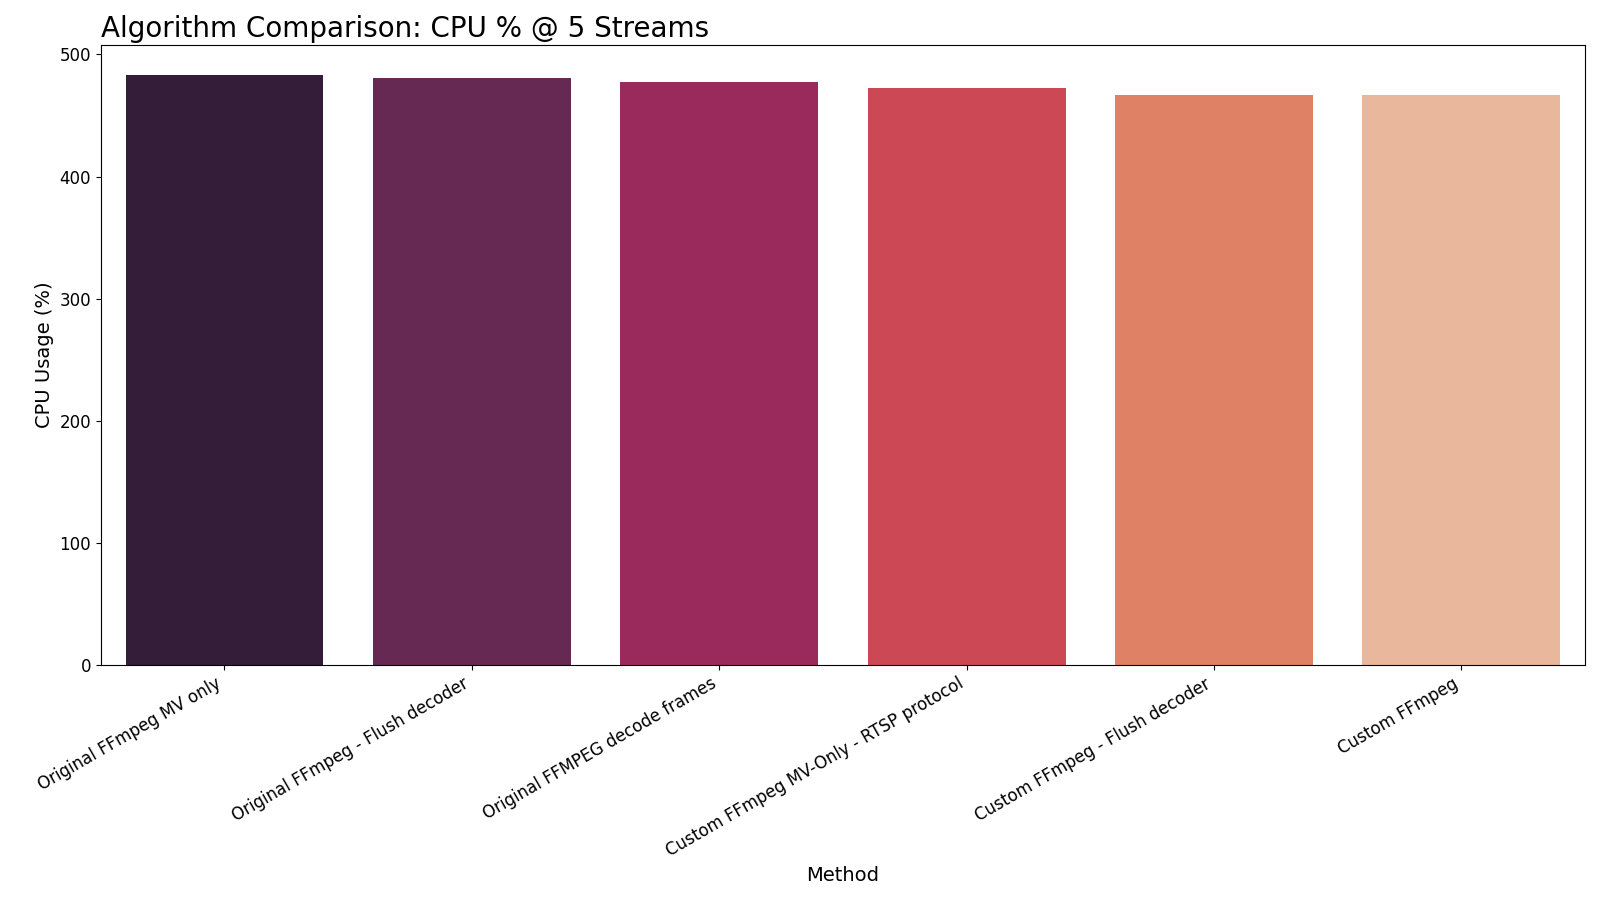 Algorithm Comparison: CPU % @ 5 Streams
500
400
300
200
100
0
CPU Usage (%)
Original FFmpeg MV only
Original FFmpeg - Flush decoder
Original FFMPEG decode frames
Custom FFmpeg MV-Only - RTSP protocol
Custom FFmpeg - Flush decoder
Custom FFmpeg
Method